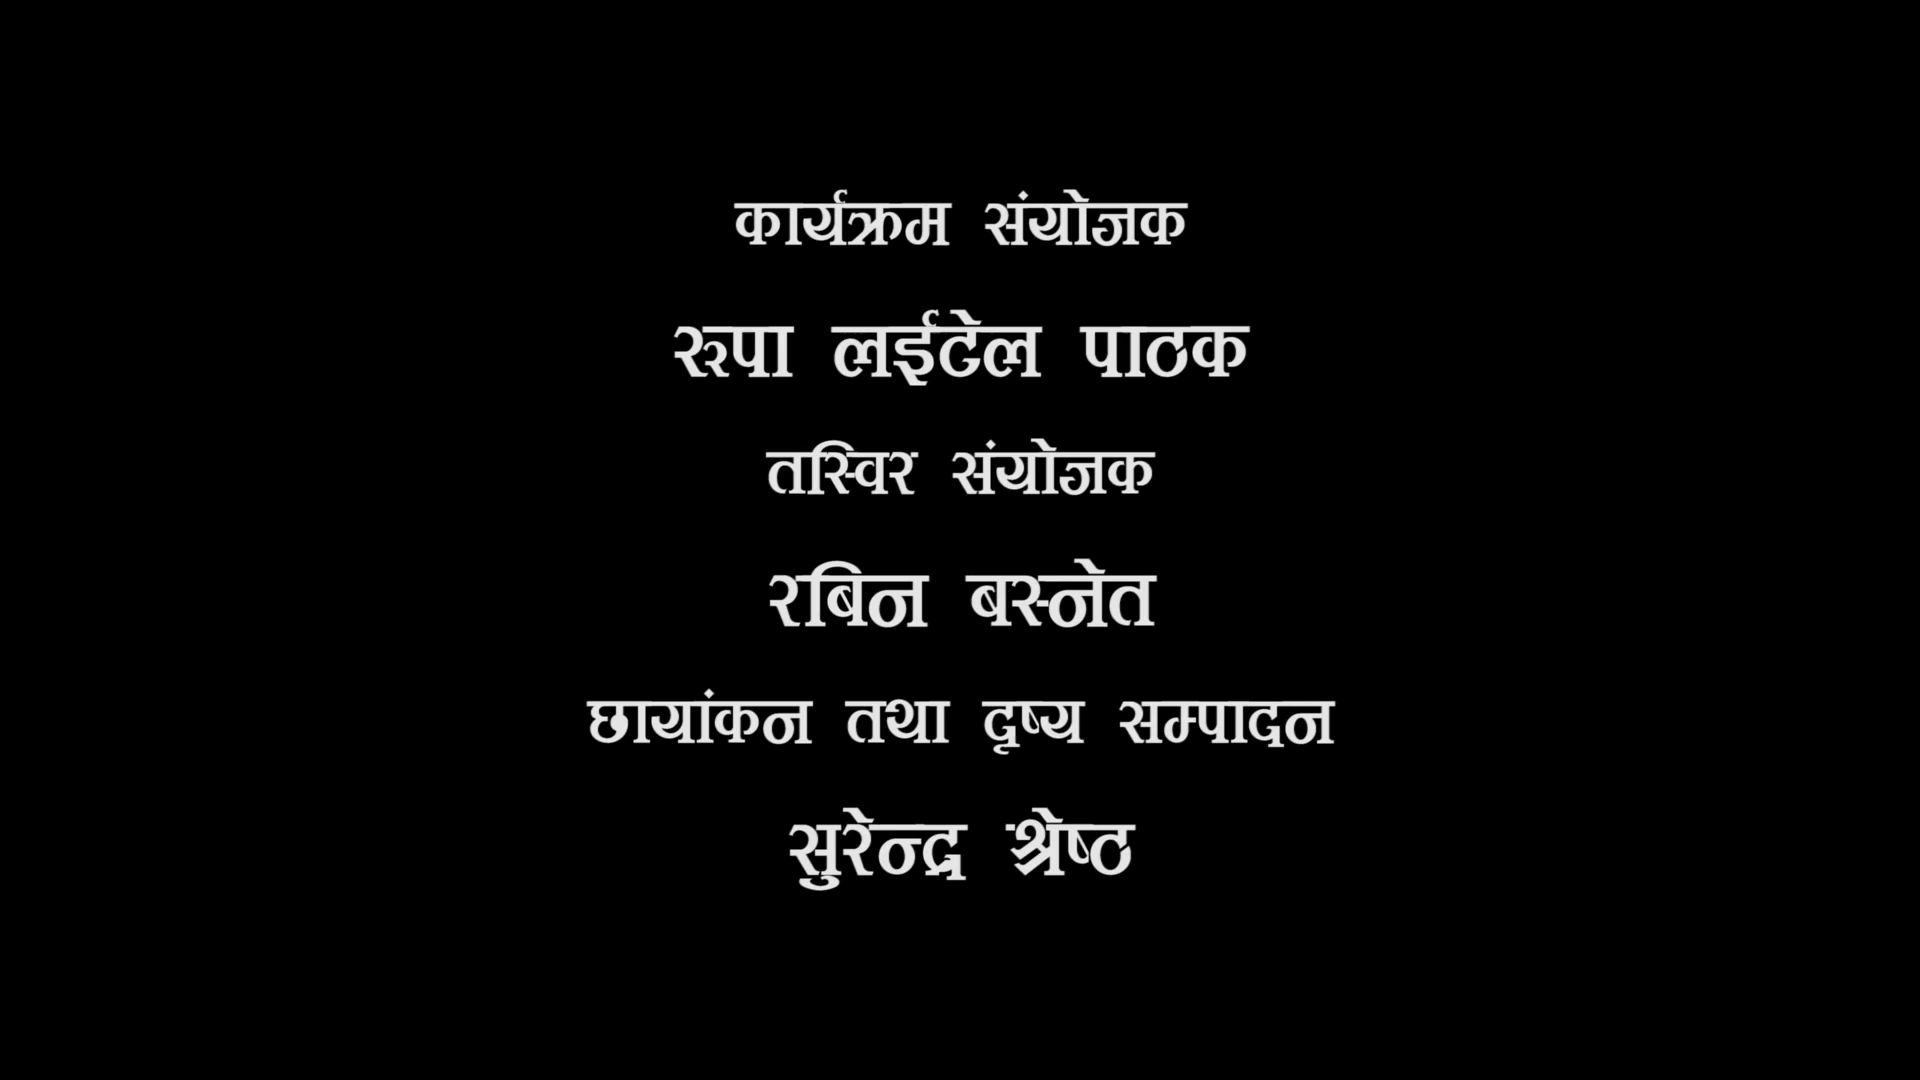 कार्यक्रम संयोजक
रुपा लईटेल पाठक
तस्विर संयोजक
रबिन बस्नेत
छायांकन तथा दृष्य सम्पादन
सुरेन्द्र श्रेष्ठ